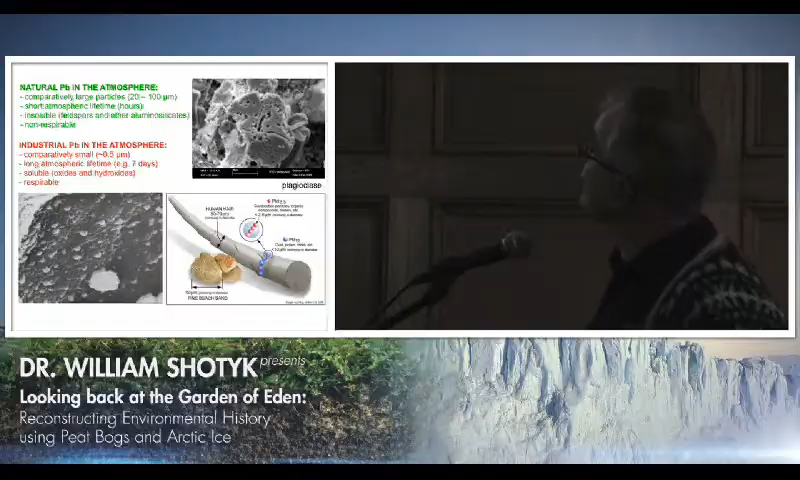 NATURAL Pb IN THE ATMOSPHERE:
- comparatively large particles (20 – 100 µm)
- short atmospheric lifetime (hours)
- insoluble (feldspars and other aluminosilicates)
- non-respirable
INDUSTRIAL Pb IN THE ATMOSPHERE:
- comparatively small (~0.5 µm)
- long atmospheric lifetime (e.g. 7 days)
- soluble (oxides and hydroxides)
- respirable
plagioclase
HUMAN HAIR
FINE BEACH SAND
DR. WILLIAM SHOTYK presents
Looking back at the Garden of Eden:
Reconstructing Environmental History
using Peat Bogs and Arctic Ice